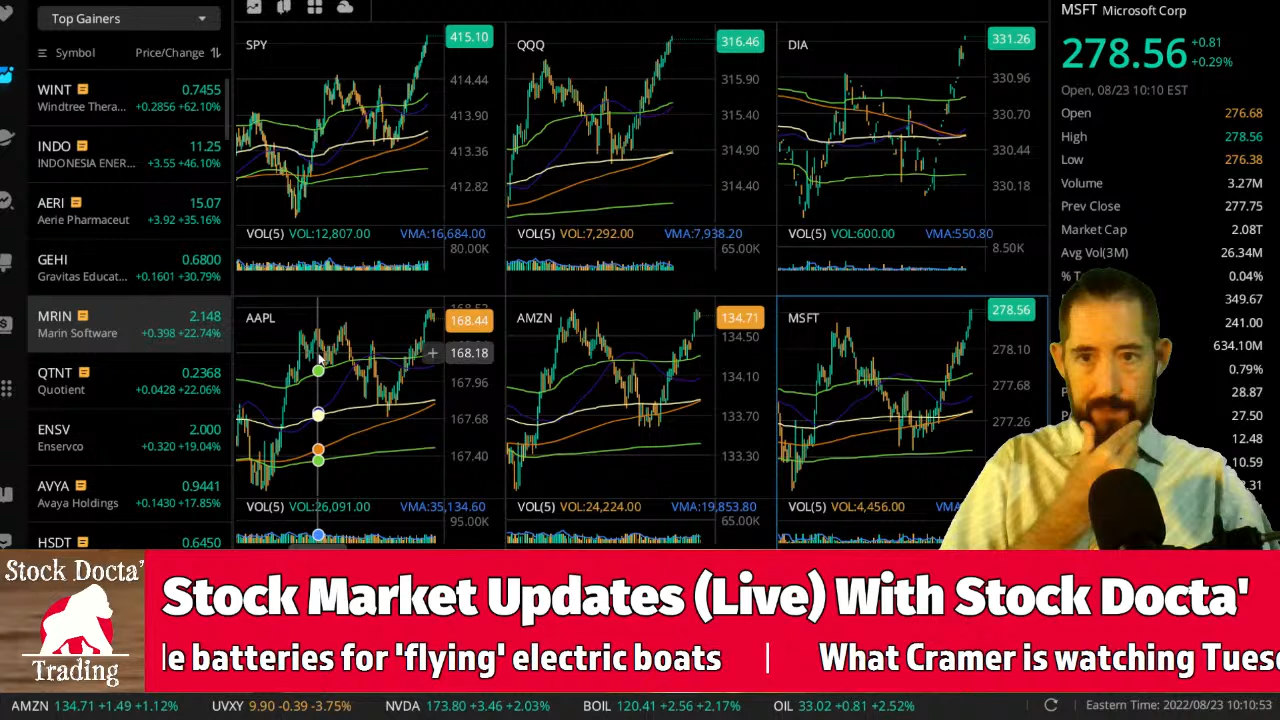 Top Gainers
Symbol Price/Change
WINT 0.7455
Windtree Thera... +0.2856 +62.10%
INDO 11.25
INDONESIA ENER... +3.55 +46.10%
AERI 15.07
Aerie Pharmaceut +3.92 +35.16%
GEHI 0.6800
Gravitas Educat... +0.1601 +30.79%
MRIN 2.148
Marin Software +0.398 +22.74%
QTNT 0.2368
Quotient +0.0428 +22.06%
ENSV 2.000
Enservco +0.320 +19.04%
AVYA 0.9441
Avaya Holdings +0.1430 +17.85%
HSDT 0.6450
SPY
415.10
414.44
413.90
413.36
412.82
VOL(5) VOL:12,807.00 VMA:16,684.00
80.00K
QQQ
316.46
315.90
315.40
314.90
314.40
VOL(5) VOL:7,292.00 VMA:7,938.20
65.00K
DIA
331.26
330.96
330.70
330.44
330.18
VOL(5) VOL:600.00 VMA:550.80
8.50K
AAPL
168.52
168.44
168.18
167.96
167.68
167.40
VOL(5) VOL:26,091.00 VMA:35,134.60
95.00K
AMZN
134.71
134.50
134.10
133.70
133.30
VOL(5) VOL:24,224.00 VMA:19,853.80
65.00K
MSFT
278.56
278.10
277.68
277.26
VOL(5) VOL:4,456.00 VMA
MSFT Microsoft Corp
278.56 +0.81
+0.29%
Open, 08/23 10:10 EST
Open 276.68
High 278.56
Low 276.38
Volume 3.27M
Prev Close 277.75
Market Cap 2.08T
Avg Vol(3M) 26.34M
% T 0.04%
349.67
241.00
634.10M
0.79%
28.87
27.50
12.48
10.59
Stock Docta'
Trading
Stock Market Updates (Live) With Stock Docta'
le batteries for 'flying' electric boats | What Cramer is watching Tues
AMZN 134.71 +1.49 +1.12% UVXY 9.90 -0.39 -3.75% NVDA 173.80 +3.46 +2.03% BOIL 120.41 +2.56 +2.17% OIL 33.02 +0.81 +2.52% Eastern Time: 2022/08/23 10:10:53